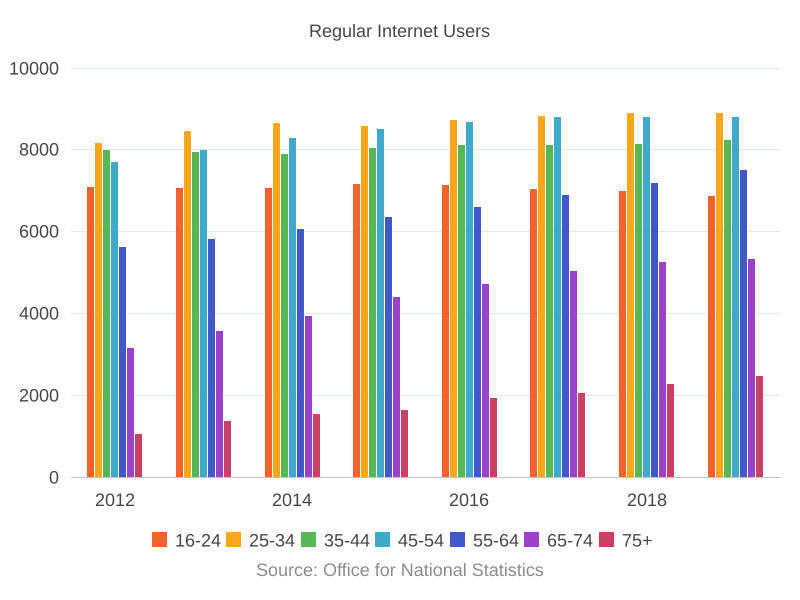 Regular Internet Users
10000
8000
6000
4000
2000
0
2012 2014 2016 2018
16-24 25-34 35-44 45-54 55-64 65-74 75+
Source: Office for National Statistics